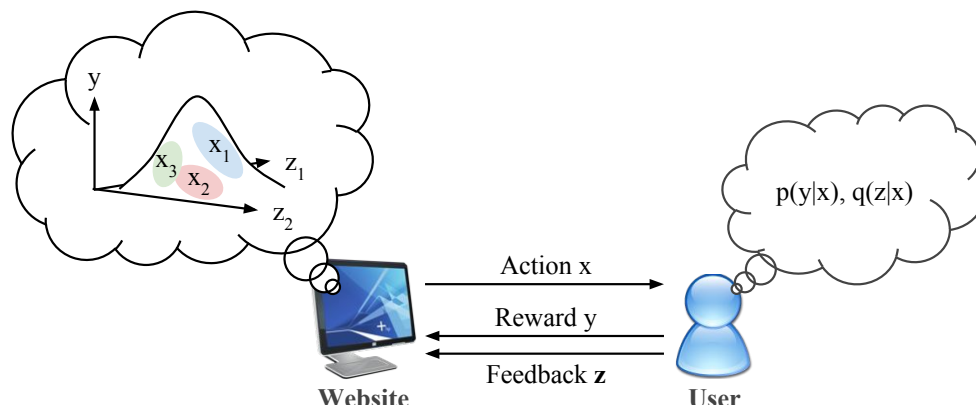 y
x₁
x₃
x₂
z₁
z₂
p(y|x), q(z|x)
Action x
Reward y
Feedback z
Website
User